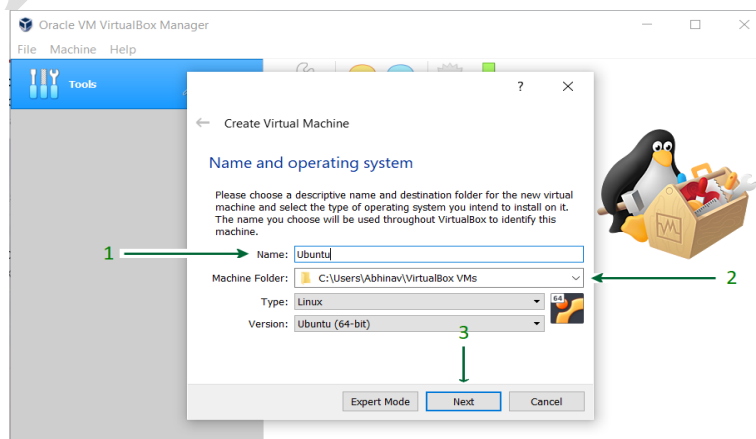 Oracle VM VirtualBox Manager
File Machine Help
Tools
?
Create Virtual Machine
Name and operating system
Please choose a descriptive name and destination folder for the new virtual
machine and select the type of operating system you intend to install on it.
The name you choose will be used throughout VirtualBox to identify this
machine.
1
Name: Ubuntu
Machine Folder: C:\Users\Abhinav\VirtualBox VMs
2
Type: Linux
64
Version: Ubuntu (64-bit)
3
Expert Mode Next Cancel